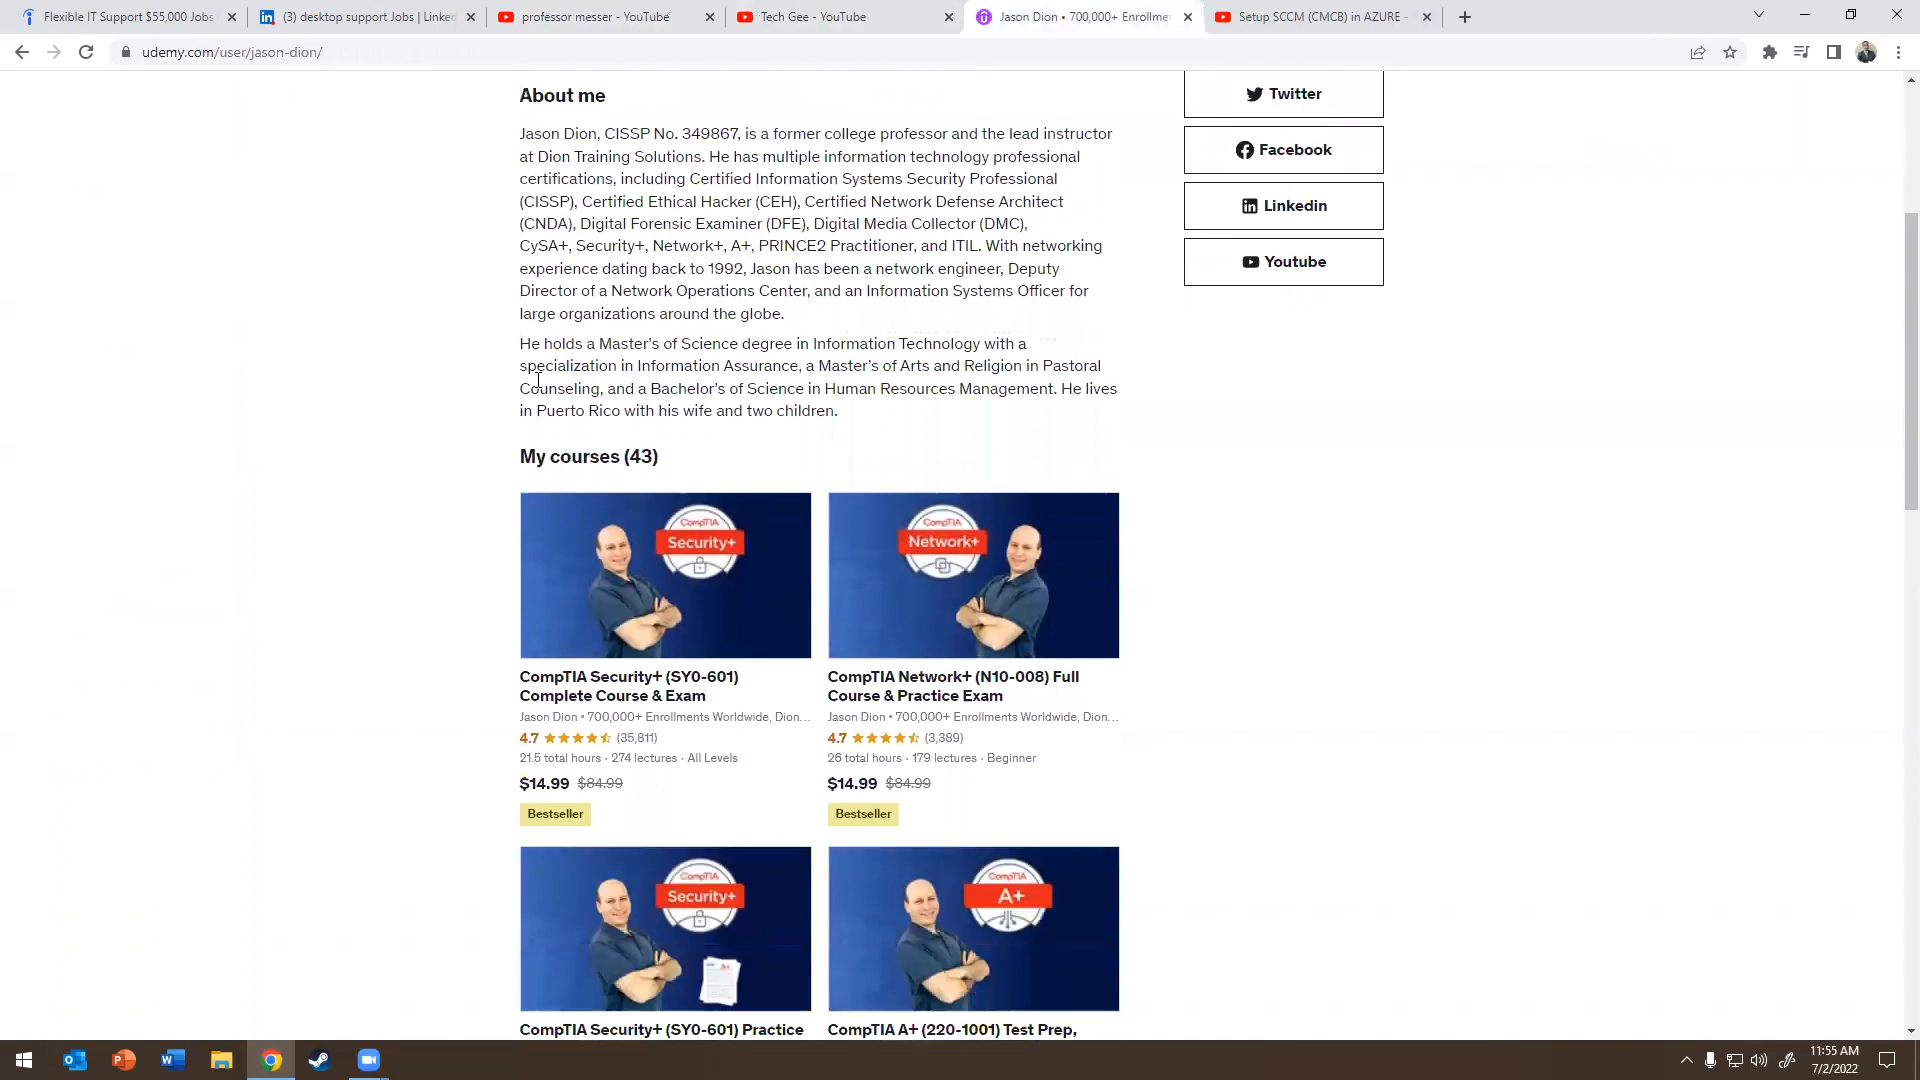 Flexible IT Support $55,000 Jobs
(3) desktop support Jobs | Linked
professor messer - YouTube
Tech Gee - YouTube
Jason Dion • 700,000+ Enrollme
Setup SCCM (CMCB) in AZURE -
udemy.com/user/jason-dion/
About me
Jason Dion, CISSP No. 349867, is a former college professor and the lead instructor
at Dion Training Solutions. He has multiple information technology professional
certifications, including Certified Information Systems Security Professional
(CISSP), Certified Ethical Hacker (CEH), Certified Network Defense Architect
(CNDA), Digital Forensic Examiner (DFE), Digital Media Collector (DMC),
CySA+, Security+, Network+, A+, PRINCE2 Practitioner, and ITIL. With networking
experience dating back to 1992, Jason has been a network engineer, Deputy
Director of a Network Operations Center, and an Information Systems Officer for
large organizations around the globe.
He holds a Master's of Science degree in Information Technology with a
specialization in Information Assurance, a Master's of Arts and Religion in Pastoral
Counseling, and a Bachelor's of Science in Human Resources Management. He lives
in Puerto Rico with his wife and two children.
Twitter
Facebook
Linkedin
Youtube
My courses (43)
CompTIA
Security+
CompTIA
Network+
CompTIA Security+ (SY0-601)
Complete Course & Exam
Jason Dion • 700,000+ Enrollments Worldwide, Dion...
4.7 (35,811)
21.5 total hours · 274 lectures · All Levels
$14.99 $84.99
Bestseller
CompTIA Network+ (N10-008) Full
Course & Practice Exam
Jason Dion • 700,000+ Enrollments Worldwide, Dion...
4.7 (3,389)
26 total hours · 179 lectures · Beginner
$14.99 $84.99
Bestseller
CompTIA
Security+
CompTIA
A+
CompTIA Security+ (SY0-601) Practice
CompTIA A+ (220-1001) Test Prep,
11:55 AM
7/2/2022